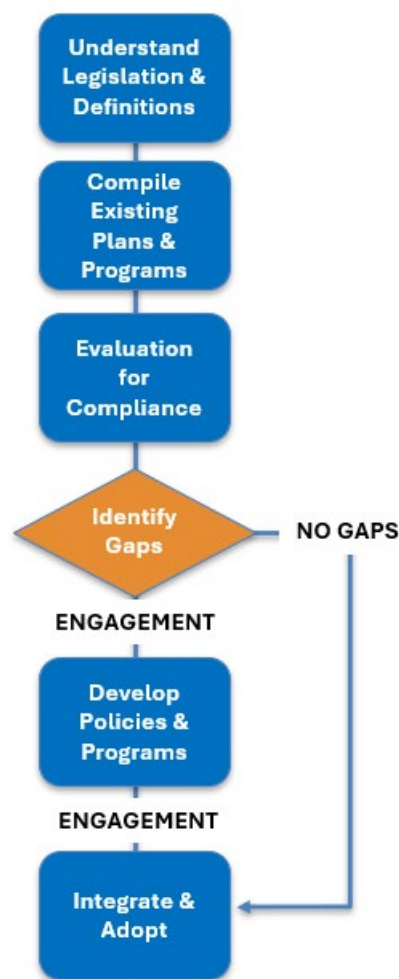 Understand
Legislation &
Definitions
Compile
Existing
Plans &
Programs
Evaluation
for
Compliance
Identify
Gaps
NO GAPS
ENGAGEMENT
Develop
Policies &
Programs
ENGAGEMENT
Integrate &
Adopt